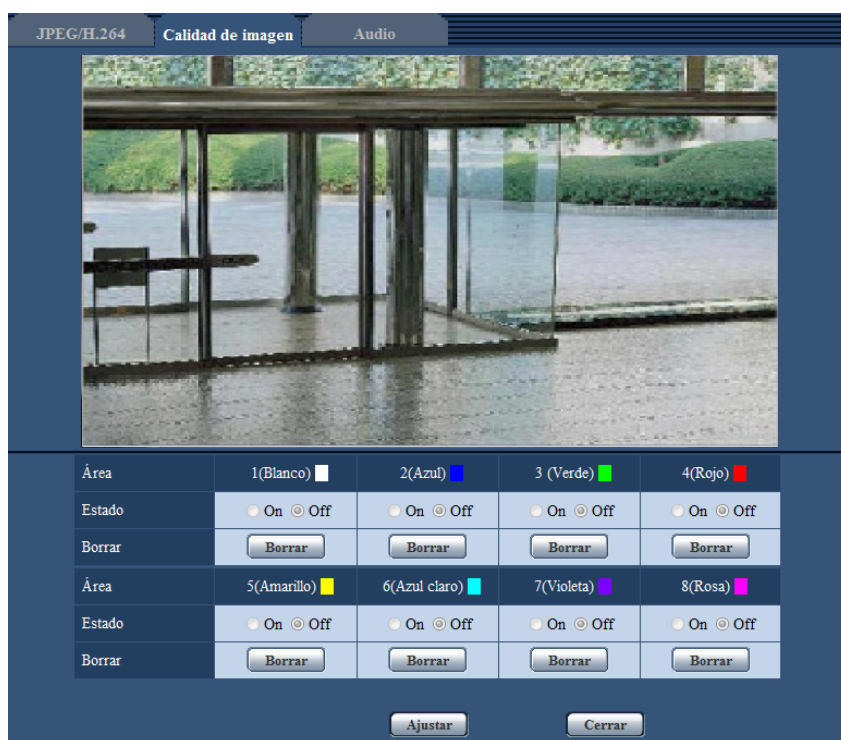 JPEG/H.264 Calidad de imagen Audio
Área 1(Blanco) 2(Azul) 3 (Verde) 4(Rojo)
Estado On Off On Off On Off On Off
Borrar Borrar Borrar Borrar Borrar
Área 5(Amarillo) 6(Azul claro) 7(Violeta) 8(Rosa)
Estado On Off On Off On Off On Off
Borrar Borrar Borrar Borrar Borrar
Ajustar Cerrar